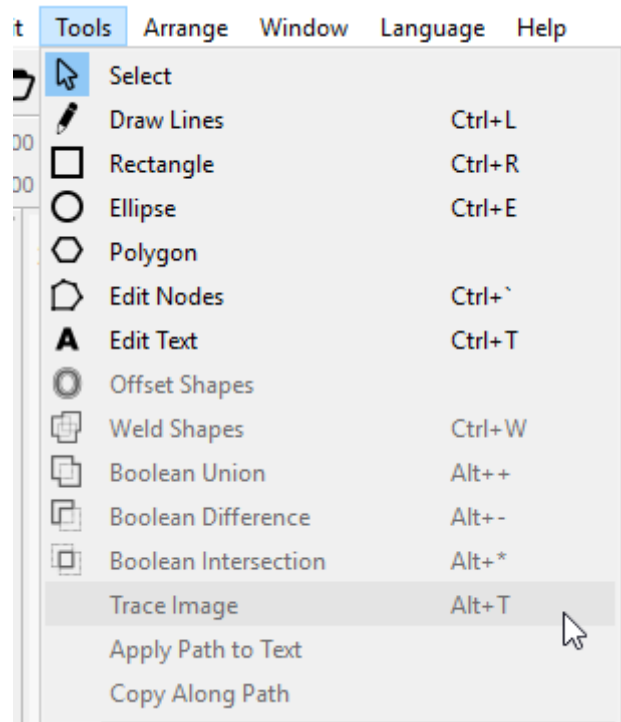 Tools Arrange Window Language Help
Select
Draw Lines Ctrl+L
00
Rectangle Ctrl+R
00
Ellipse Ctrl+E
Polygon
Edit Nodes Ctrl+`
A Edit Text Ctrl+T
Offset Shapes
Weld Shapes Ctrl+W
Boolean Union Alt++
Boolean Difference Alt+-
Boolean Intersection Alt+*
Trace Image Alt+T
Apply Path to Text
Copy Along Path